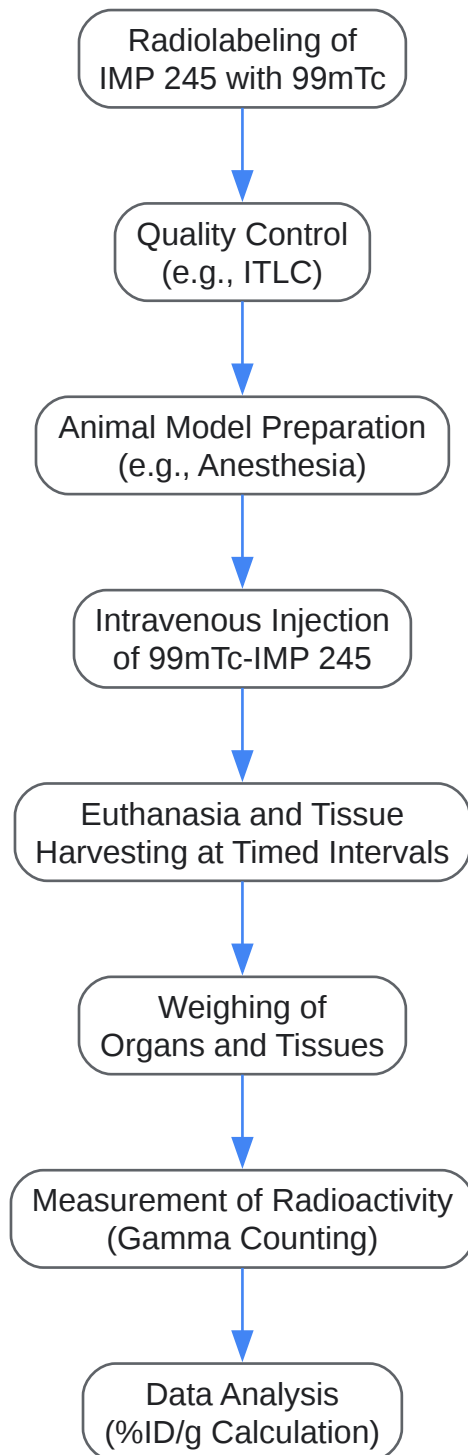 Radiolabeling of
IMP 245 with 99mTc
Quality Control
(e.g., ITLC)
Animal Model Preparation
(e.g., Anesthesia)
Intravenous Injection
of 99mTc-IMP 245
Euthanasia and Tissue
Harvesting at Timed Intervals
Weighing of
Organs and Tissues
Measurement of Radioactivity
(Gamma Counting)
Data Analysis
(%ID/g Calculation)